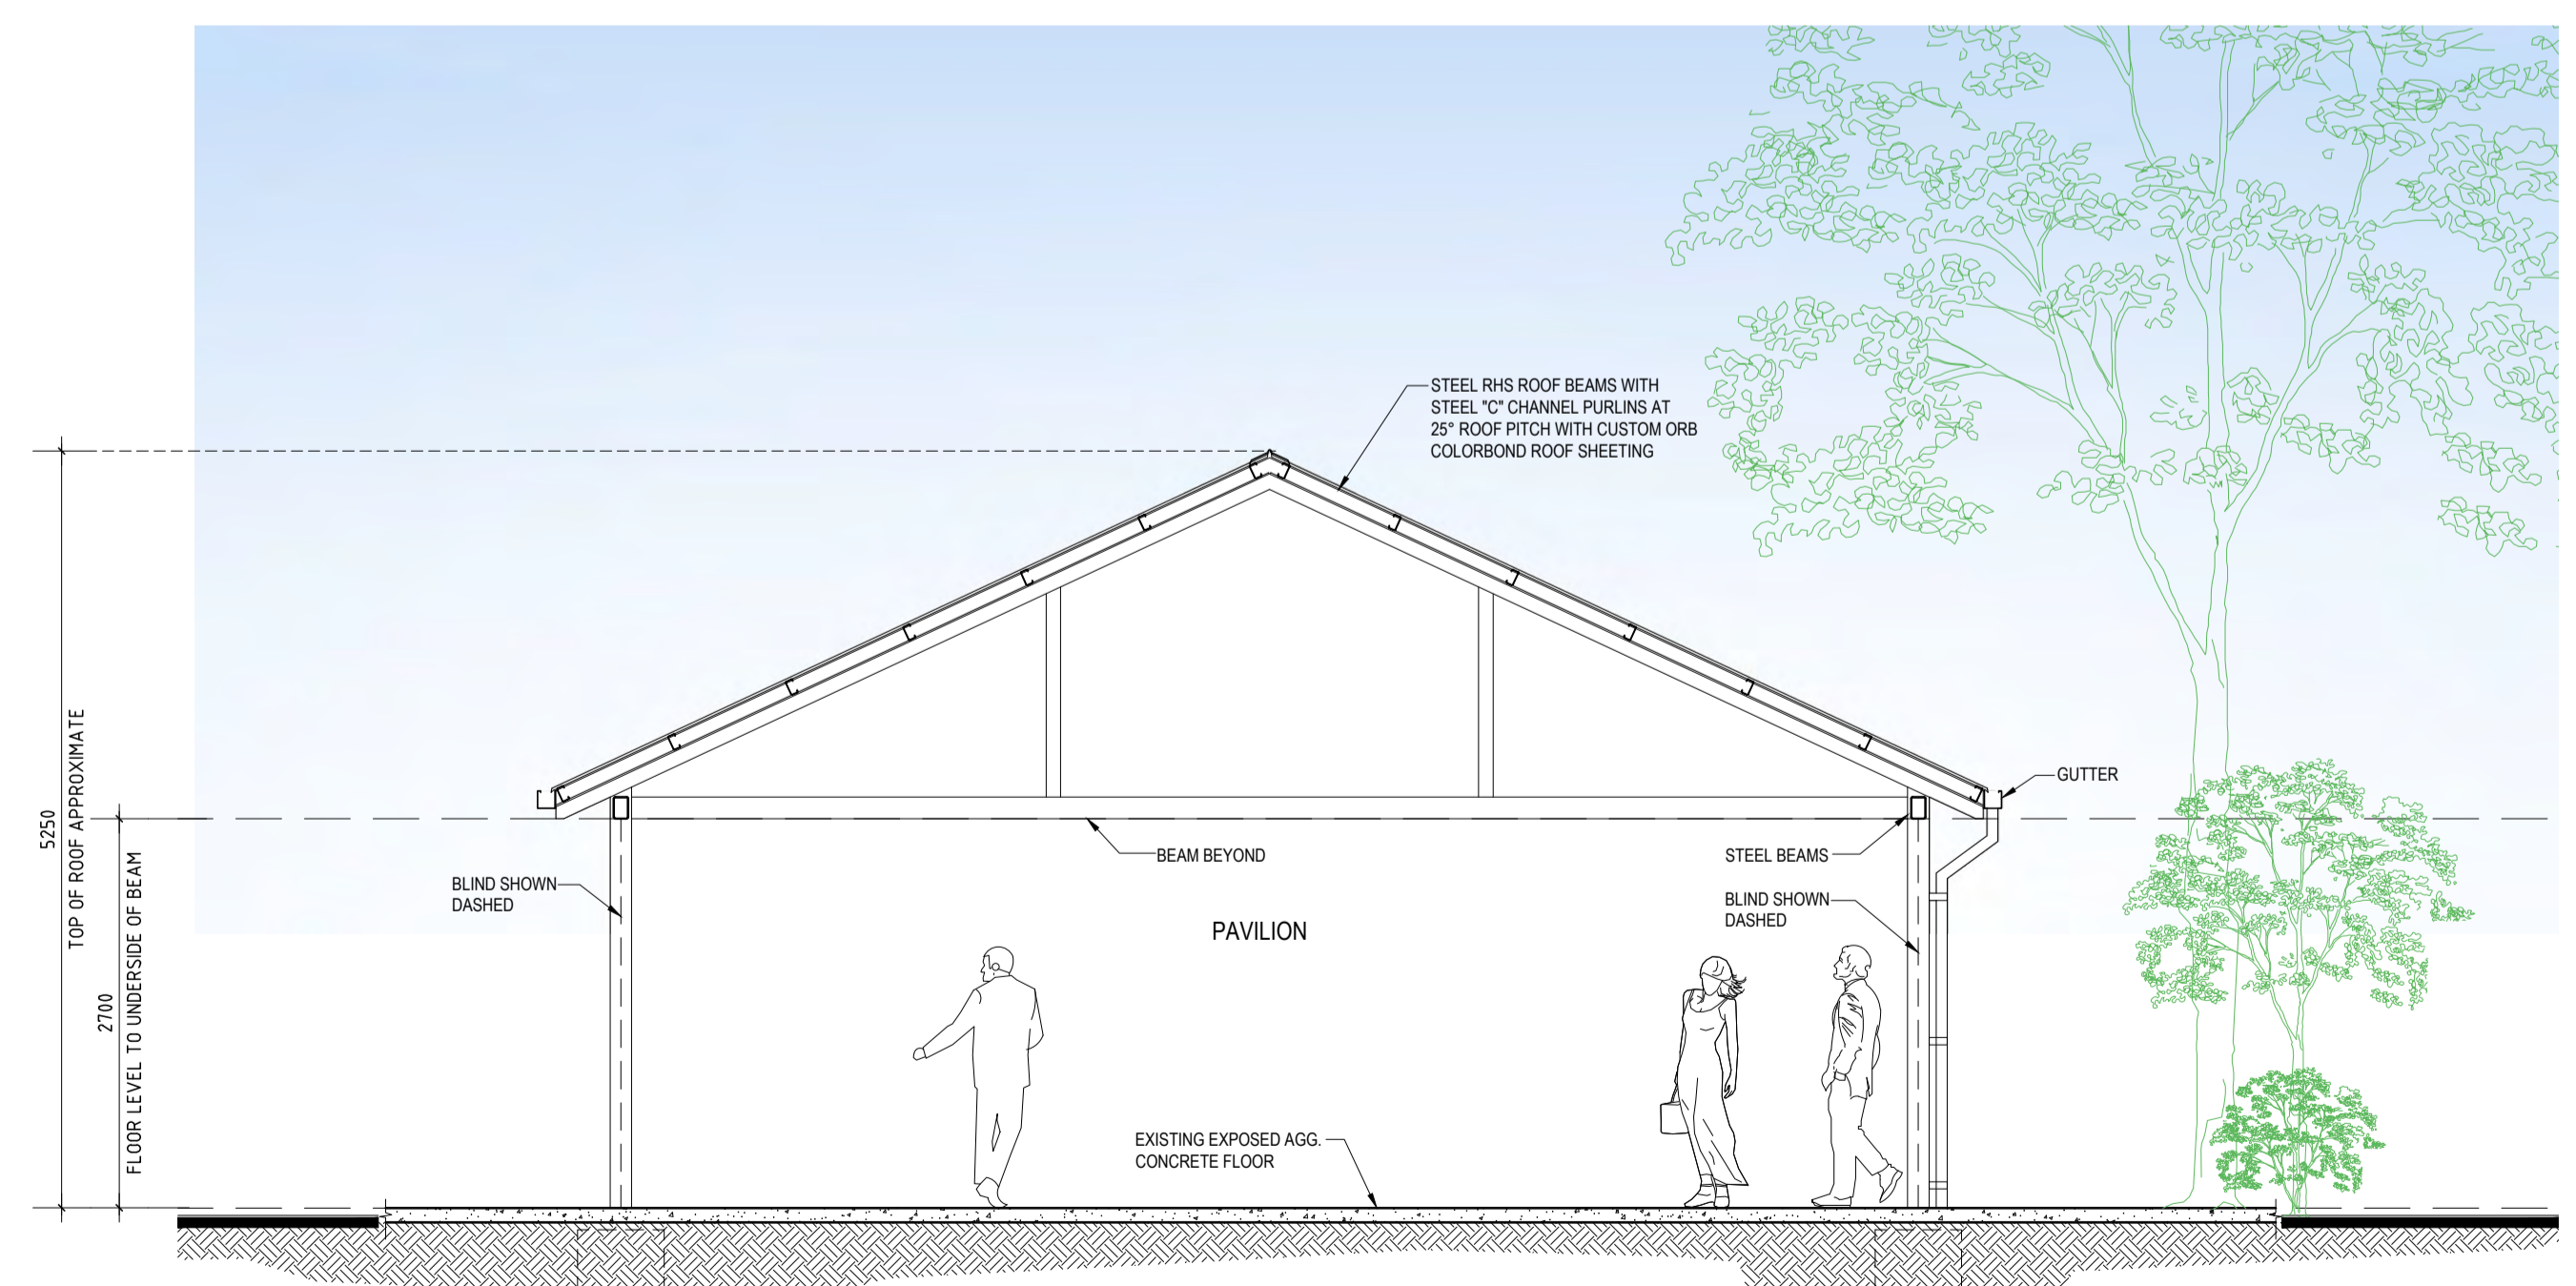 STEEL RHS ROOF BEAMS WITH
STEEL "C" CHANNEL PURLINS AT
25° ROOF PITCH WITH CUSTOM ORB
COLORBOND ROOF SHEETING
GUTTER
5250
TOP OF ROOF APPROXIMATE
2700
FLOOR LEVEL TO UNDERSIDE OF BEAM
BEAM BEYOND
STEEL BEAMS
BLIND SHOWN
DASHED
BLIND SHOWN
DASHED
PAVILION
EXISTING EXPOSED AGG.
CONCRETE FLOOR